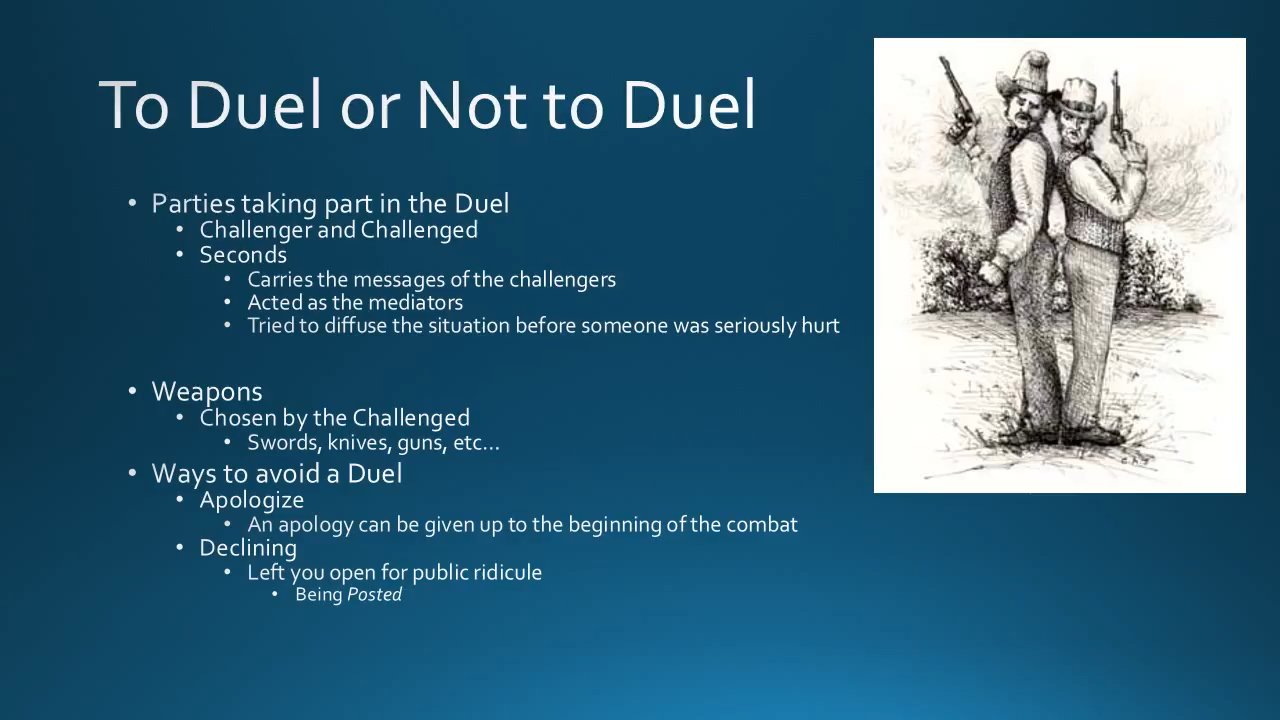 To Duel or Not to Duel
• Parties taking part in the Duel
• Challenger and Challenged
• Seconds
• Carries the messages of the challengers
• Acted as the mediators
• Tried to diffuse the situation before someone was seriously hurt
• Weapons
• Chosen by the Challenged
• Swords, knives, guns, etc...
• Ways to avoid a Duel
• Apologize
• An apology can be given up to the beginning of the combat
• Declining
• Left you open for public ridicule
• Being Posted